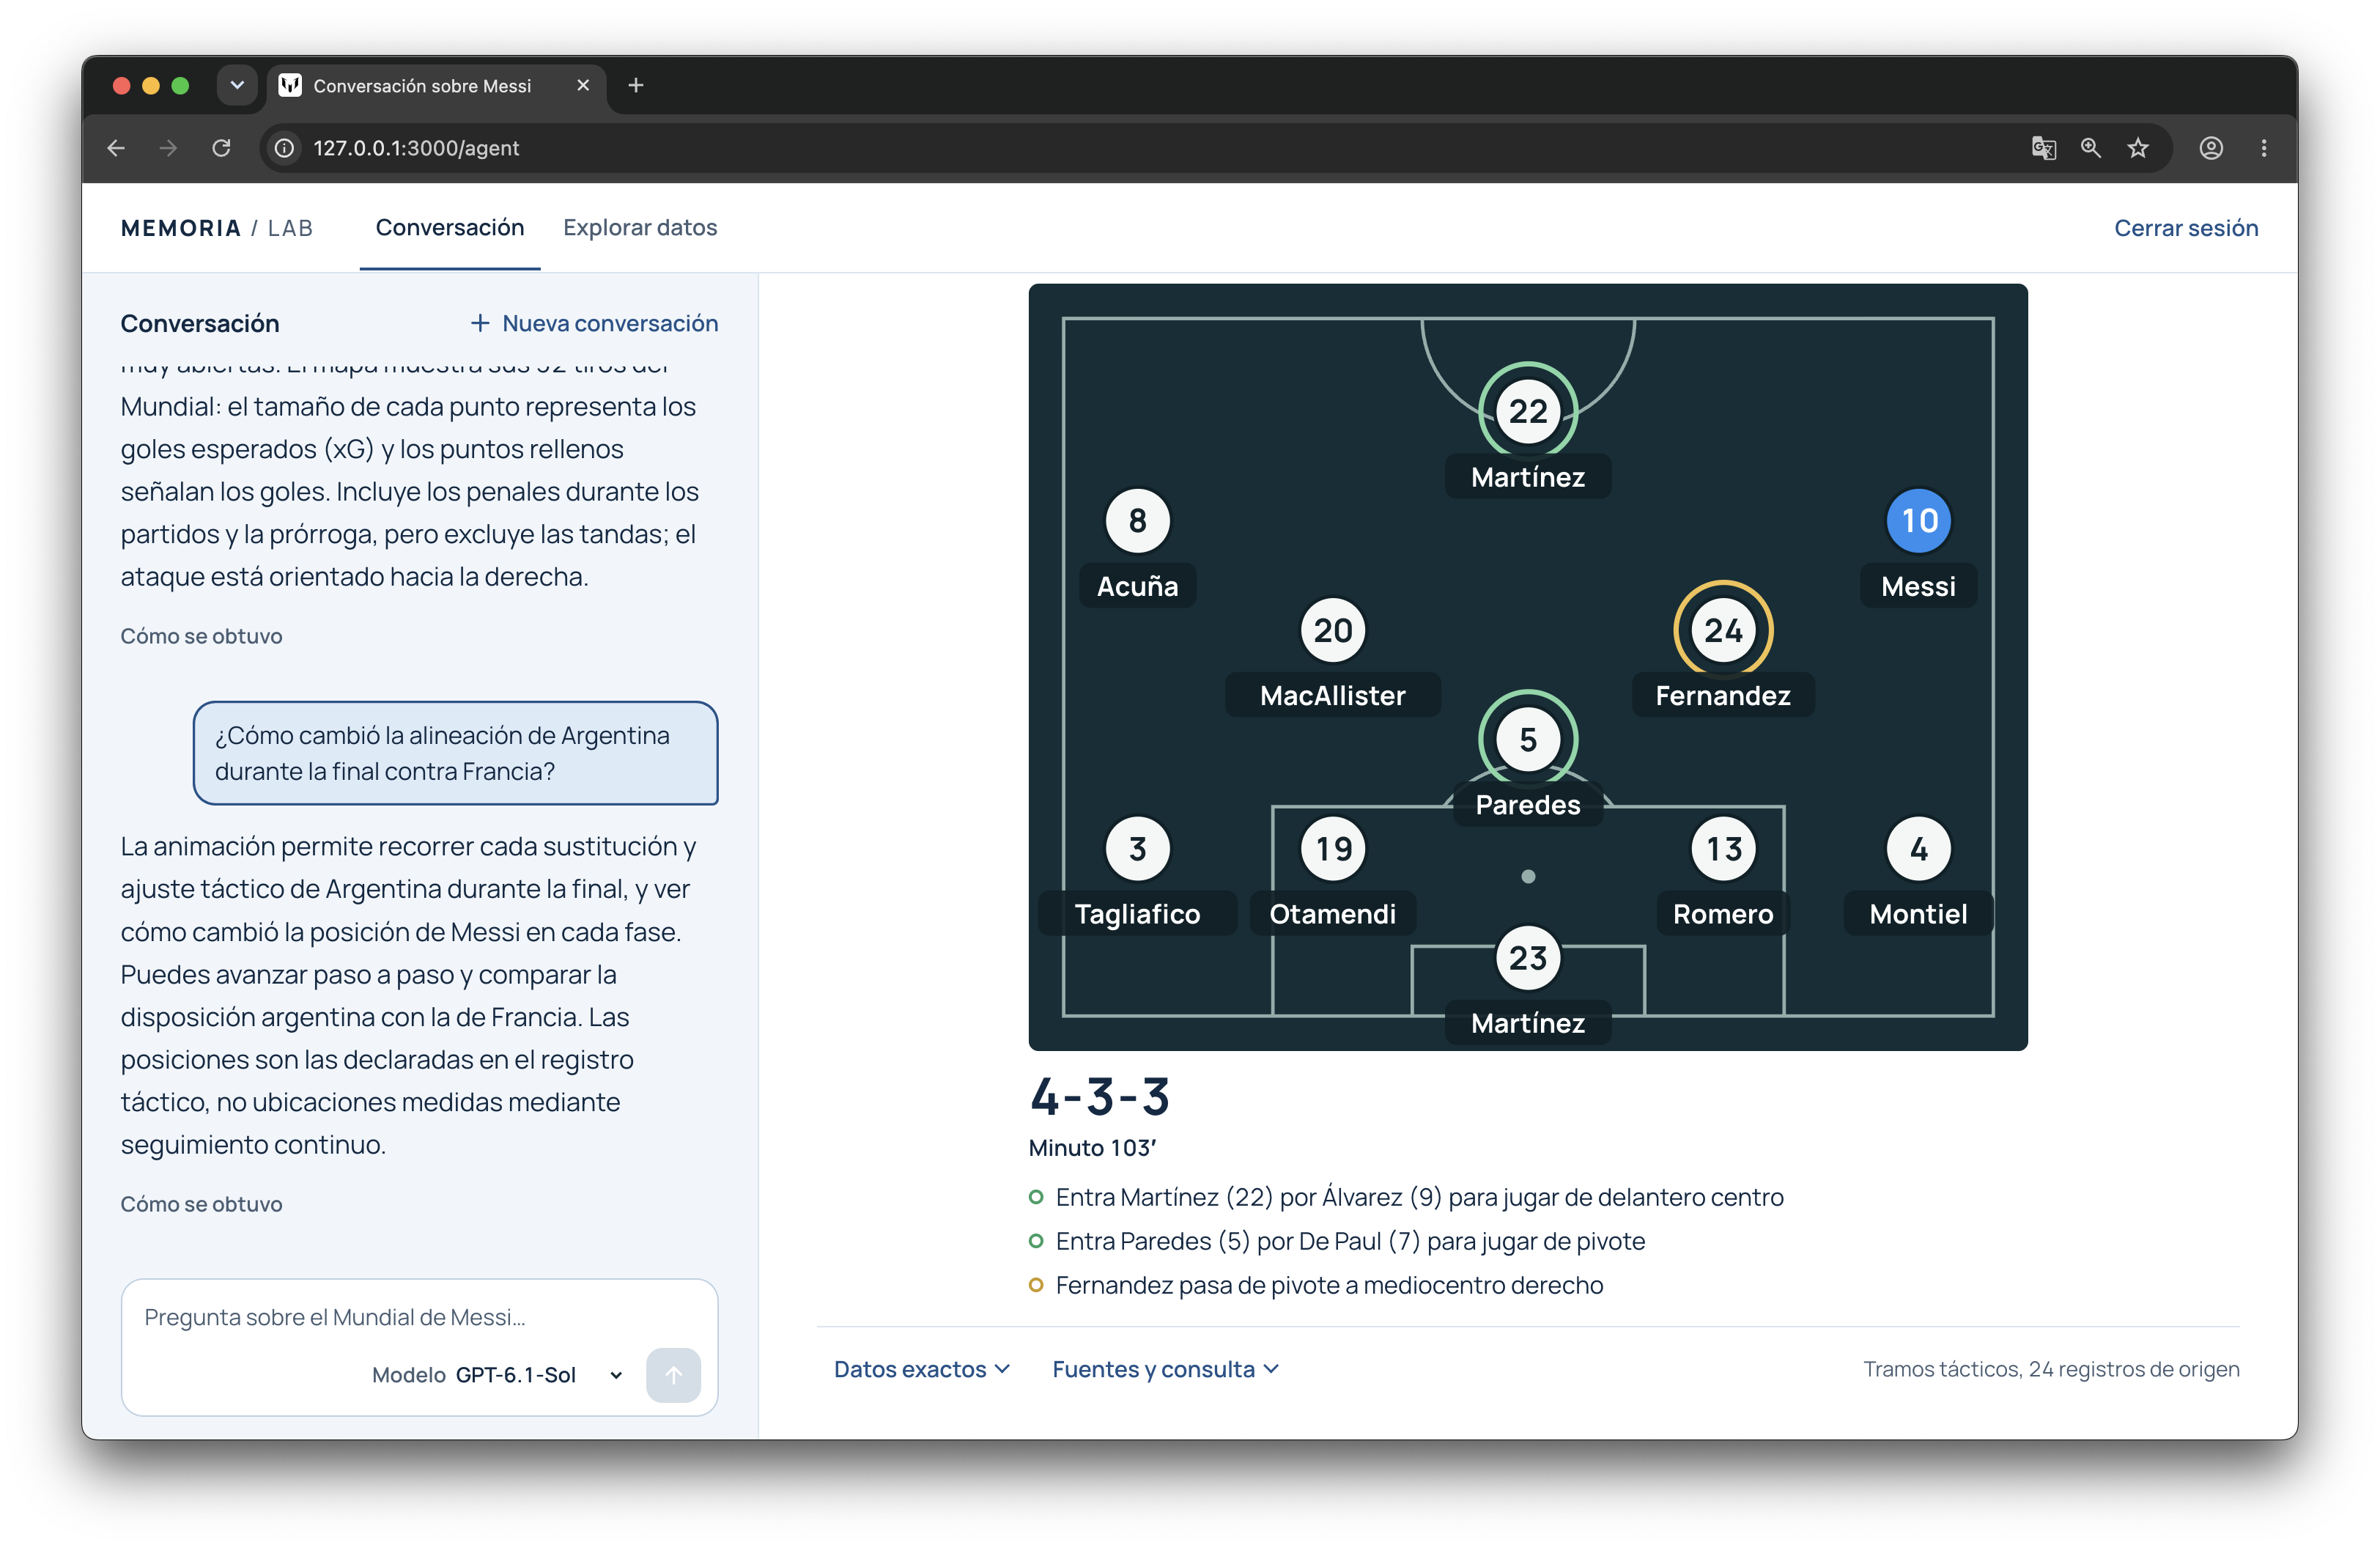 Conversación sobre Messi
127.0.0.1:3000/agent
MEMORIA / LAB
Conversación
Explorar datos
Cerrar sesión
Conversación
+ Nueva conversación
muy abiertas. El mapa muestra sus 32 tiros del
Mundial: el tamaño de cada punto representa los
goles esperados (xG) y los puntos rellenos
señalan los goles. Incluye los penales durante los
partidos y la prórroga, pero excluye las tandas; el
ataque está orientado hacia la derecha.
Cómo se obtuvo
¿Cómo cambió la alineación de Argentina
durante la final contra Francia?
La animación permite recorrer cada sustitución y
ajuste táctico de Argentina durante la final, y ver
cómo cambió la posición de Messi en cada fase.
Puedes avanzar paso a paso y comparar la
disposición argentina con la de Francia. Las
posiciones son las declaradas en el registro
táctico, no ubicaciones medidas mediante
seguimiento continuo.
Cómo se obtuvo
Pregunta sobre el Mundial de Messi...
Modelo GPT-6.1-Sol
22
Martínez
8
Acuña
10
Messi
20
MacAllister
24
Fernandez
5
Paredes
3
Tagliafico
19
Otamendi
13
Romero
4
Montiel
23
Martínez
4-3-3
Minuto 103′
Entra Martínez (22) por Álvarez (9) para jugar de delantero centro
Entra Paredes (5) por De Paul (7) para jugar de pivote
Fernandez pasa de pivote a mediocentro derecho
Datos exactos
Fuentes y consulta
Tramos tácticos, 24 registros de origen